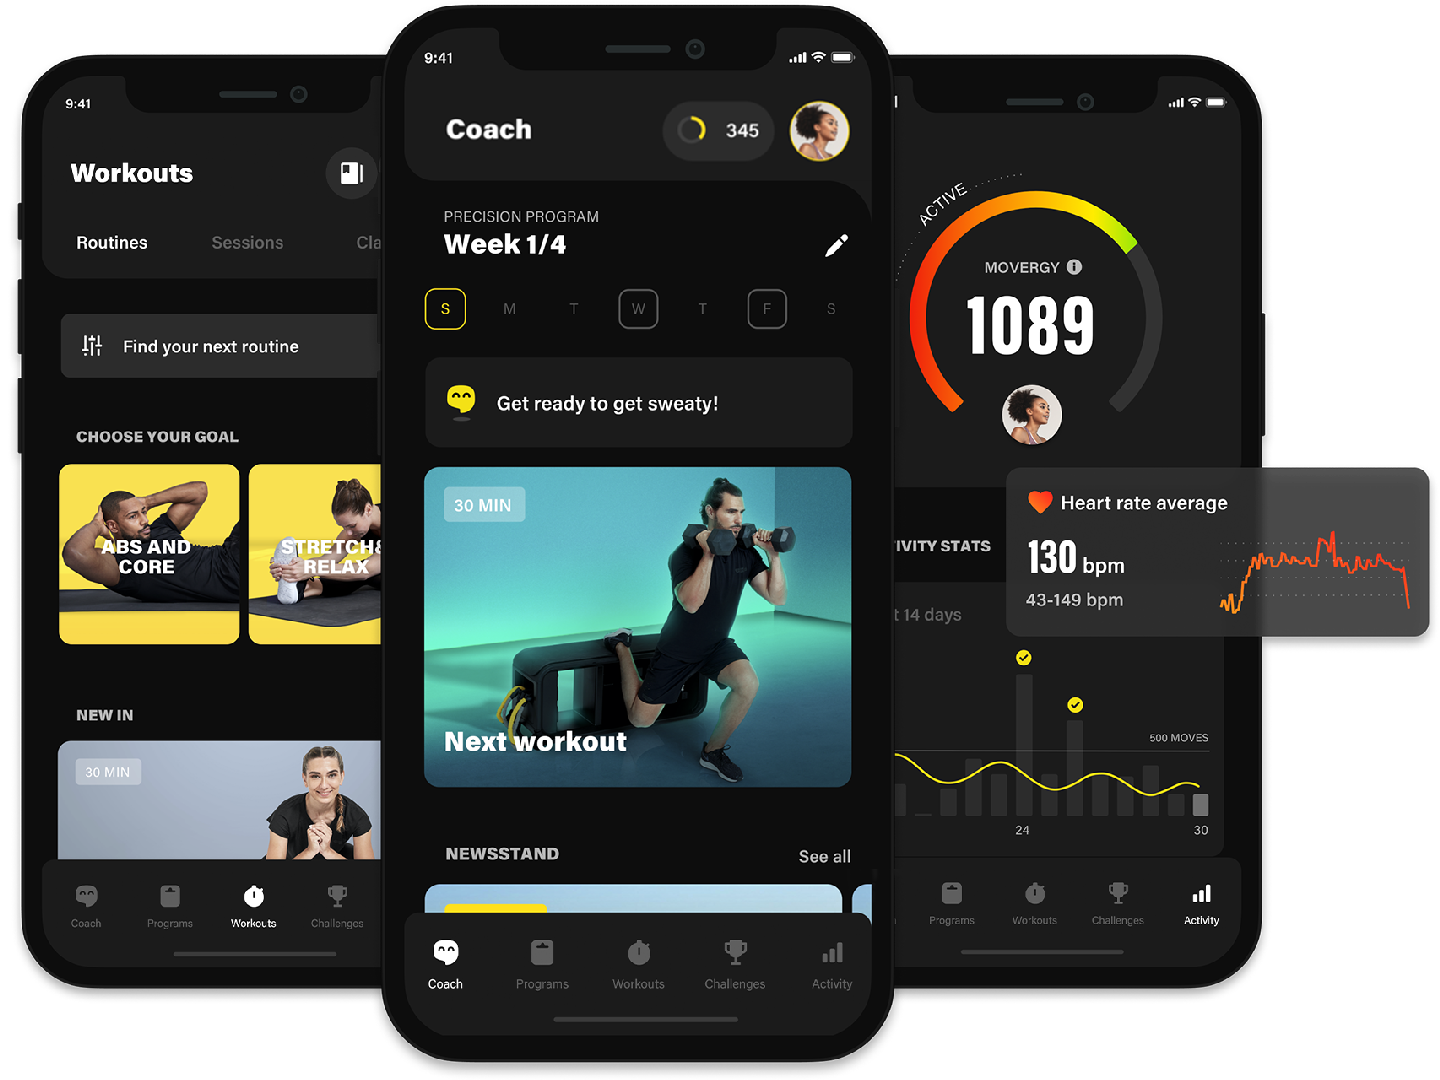 9:41
Workouts
Routines
Sessions
Cla
Find your next routine
CHOOSE YOUR GOAL
ABS AND
CORE
STRETCH&
RELAX
NEW IN
30 MIN
Coach
Programs
Workouts
Challenges
9:41
Coach
345
PRECISION PROGRAM
Week 1/4
S M T W T F S
Get ready to get sweaty!
30 MIN
Next workout
NEWSSTAND
See all
Coach
Programs
Workouts
Challenges
Activity
ACTIVE
MOVERGY
1089
Heart rate average
130 bpm
43-149 bpm
IVITY STATS
t 14 days
500 MOVES
24
30
Programs
Workouts
Challenges
Activity